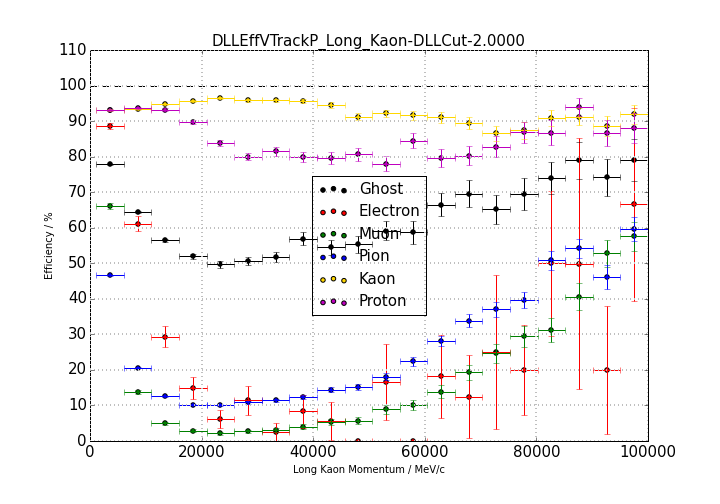 DLLEffVTrackP_Long_Kaon-DLLCut-2.0000
110
100
90
80
70
60
50
40
30
20
10
0
Efficiency / %
Ghost
Electron
Muon
Pion
Kaon
Proton
0 20000 40000 60000 80000 100000
Long Kaon Momentum / MeV/c